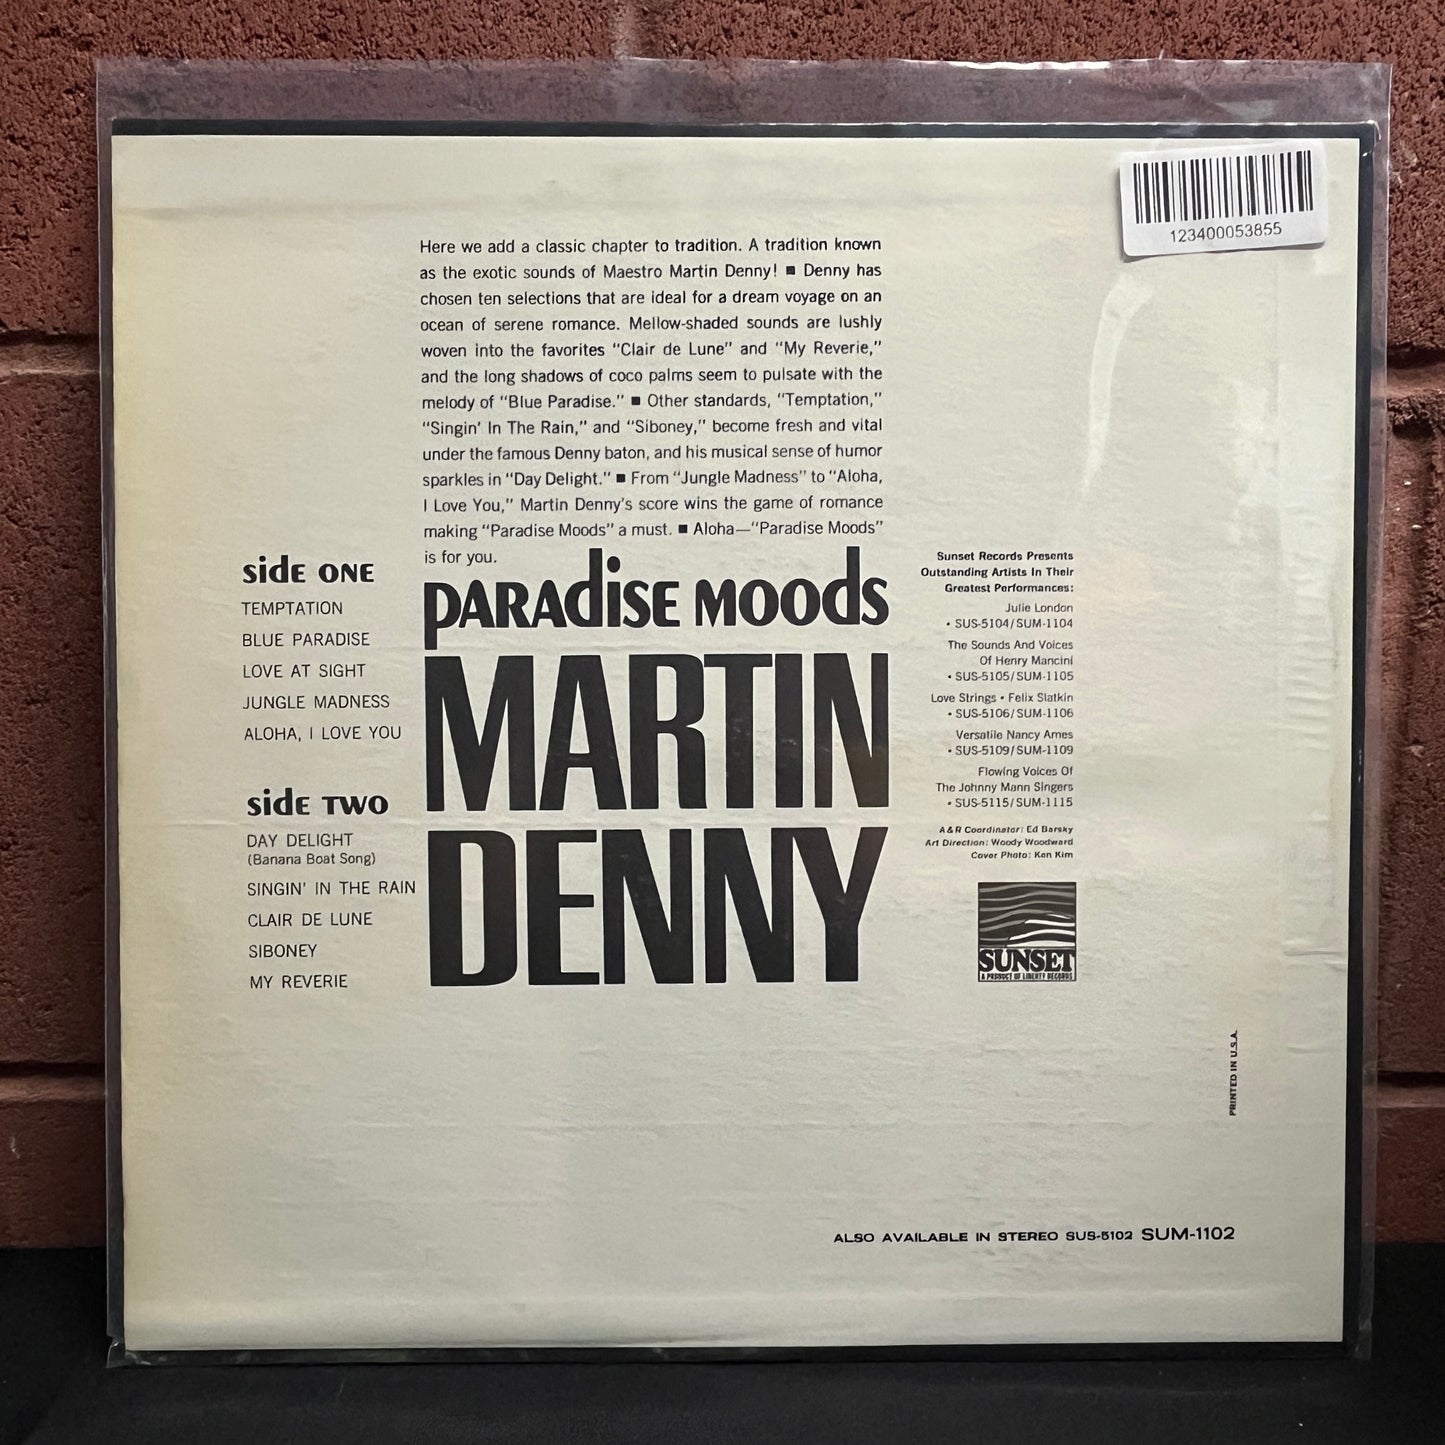 123400053855
Here we add a classic chapter to tradition. A tradition known
as the exotic sounds of Maestro Martin Denny! ■ Denny has
chosen ten selections that are ideal for a dream voyage on an
ocean of serene romance. Mellow-shaded sounds are lushly
woven into the favorites “Clair de Lune” and “My Reverie,”
and the long shadows of coco palms seem to pulsate with the
melody of “Blue Paradise.” ■ Other standards, “Temptation,”
“Singin’ In The Rain,” and “Siboney,” become fresh and vital
under the famous Denny baton, and his musical sense of humor
sparkles in “Day Delight.” ■ From “Jungle Madness” to “Aloha,
I Love You,” Martin Denny’s score wins the game of romance
making “Paradise Moods” a must. ■ Aloha—“Paradise Moods”
is for you.
side ONE
TEMPTATION
BLUE PARADISE
LOVE AT SIGHT
JUNGLE MADNESS
ALOHA, I LOVE YOU
side TWO
DAY DELIGHT
(Banana Boat Song)
SINGIN’ IN THE RAIN
CLAIR DE LUNE
SIBONEY
MY REVERIE
PARAdisE MOOds
MARTIN
DENNY
Sunset Records Presents
Outstanding Artists In Their
Greatest Performances:
Julie London
• SUS-5104/SUM-1104
The Sounds And Voices
Of Henry Mancini
• SUS-5105/SUM-1105
Love Strings • Felix Slatkin
• SUS-5106/SUM-1106
Versatile Nancy Ames
• SUS-5109/SUM-1109
Flowing Voices Of
The Johnny Mann Singers
• SUS-5115/SUM-1115
A & R Coordinator: Ed Barsky
Art Direction: Woody Woodward
Cover Photo: Ken Kim
SUNSET
A PRODUCT OF LIBERTY RECORDS
PRINTED IN U.S.A.
ALSO AVAILABLE IN STEREO SUS-5102 SUM-1102